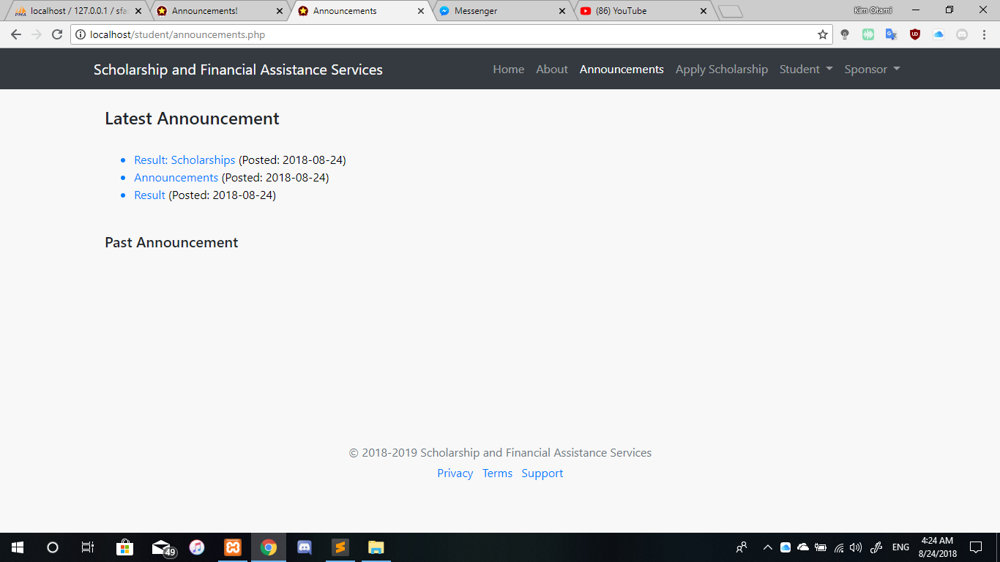 PMA localhost / 127.0.0.1 / sfa
Announcements!
Announcements
Messenger
(86) YouTube
Kim Otami
localhost/student/announcements.php
Scholarship and Financial Assistance Services
Home
About
Announcements
Apply Scholarship
Student
Sponsor
Latest Announcement
Result: Scholarships (Posted: 2018-08-24)
Announcements (Posted: 2018-08-24)
Result (Posted: 2018-08-24)
Past Announcement
© 2018-2019 Scholarship and Financial Assistance Services
Privacy Terms Support
49
ENG
4:24 AM
8/24/2018